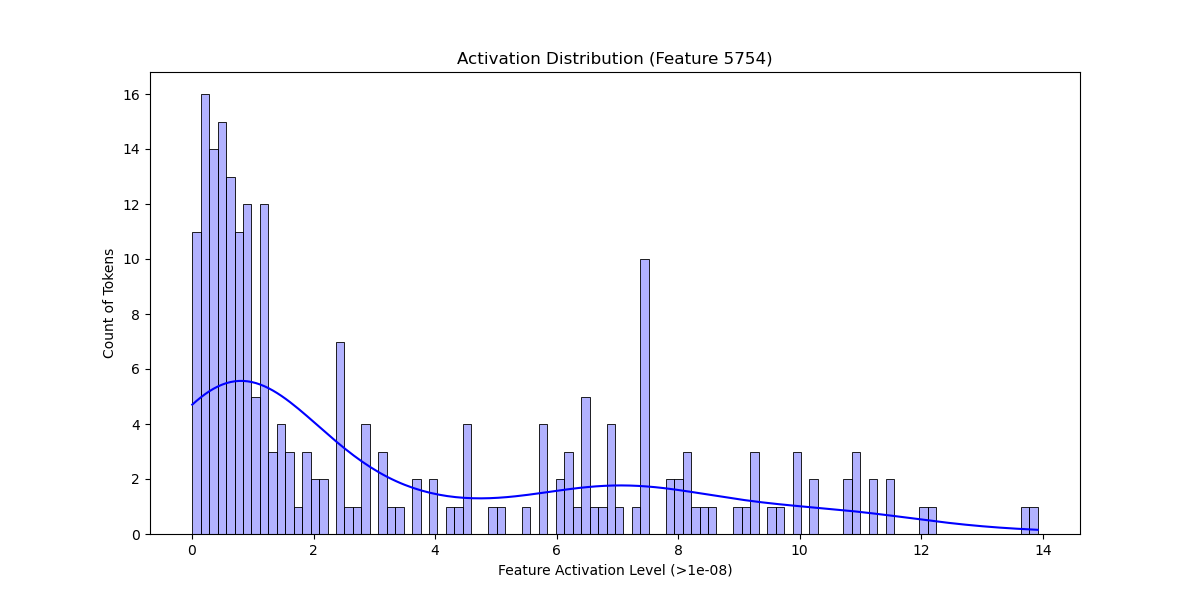 Activation Distribution (Feature 5754)
16
14
12
10
8
6
4
2
0
Count of Tokens
0 2 4 6 8 10 12 14
Feature Activation Level (>1e-08)